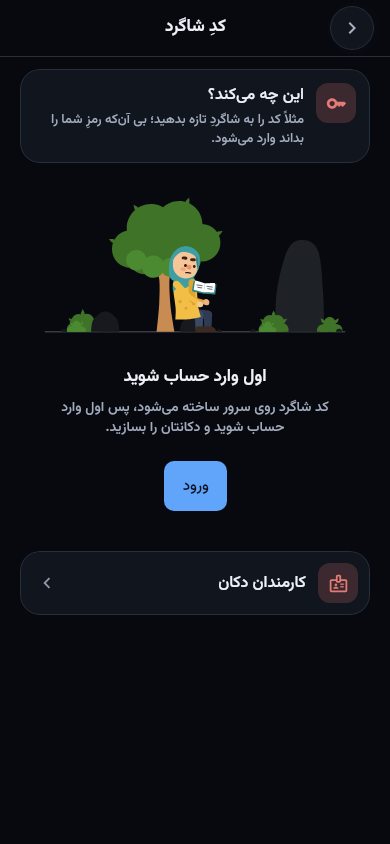 کدِ شاگرد
این چه می‌کند؟
مثلاً کد را به شاگردِ تازه بدهید؛ بی آن‌که رمزِ شما را
بداند وارد می‌شود.
اول وارد حساب شوید
کد شاگرد روی سرور ساخته می‌شود، پس اول وارد
حساب شوید و دکانتان را بسازید.
ورود
کارمندان دکان